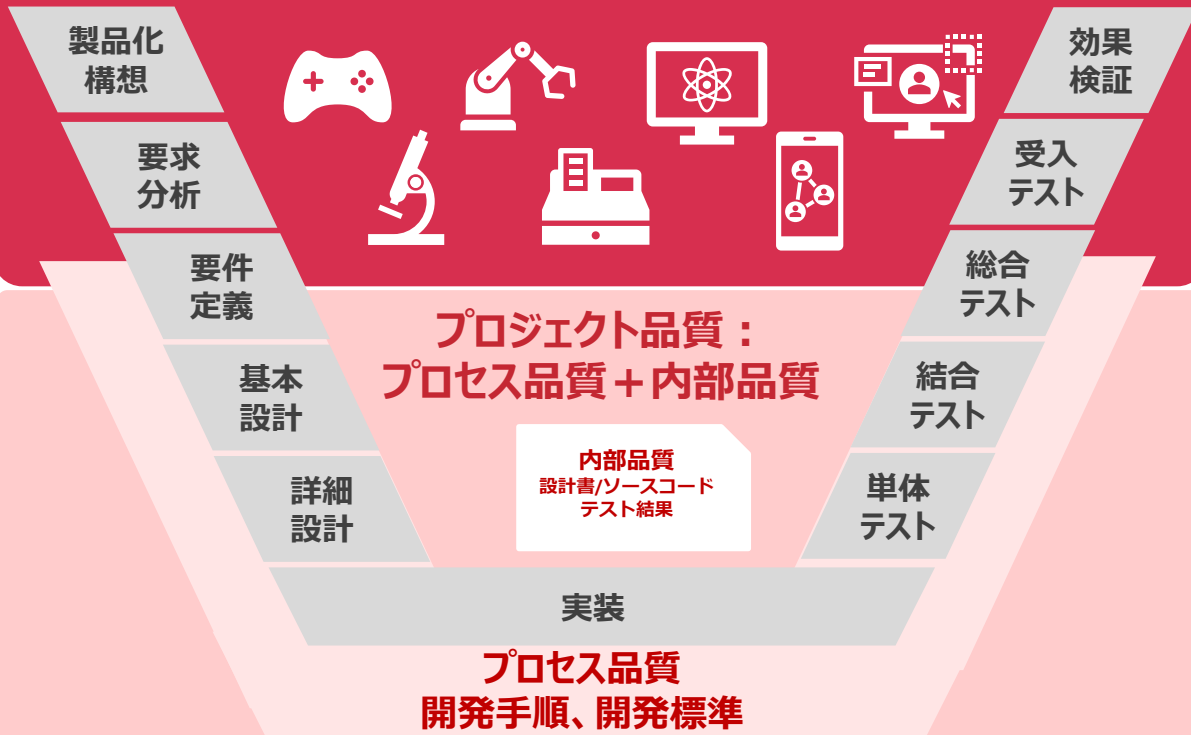 製品化
構想
要求
分析
要件
定義
基本
設計
詳細
設計
実装
単体
テスト
結合
テスト
総合
テスト
受入
テスト
効果
検証
プロジェクト品質：
プロセス品質＋内部品質
内部品質
設計書/ソースコード
テスト結果
プロセス品質
開発手順、開発標準